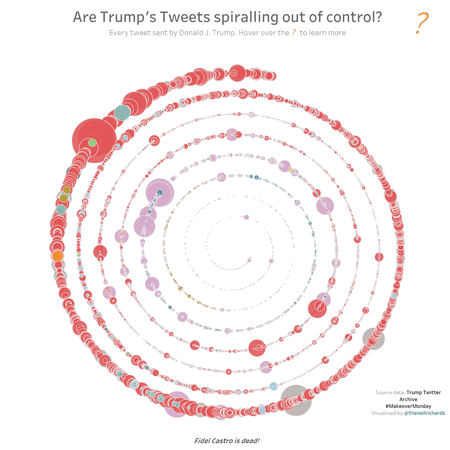 Are Trump's Tweets spiralling out of control?
?
Every tweet sent by Donald J. Trump. Hover over the ? to learn more
Source data: Trump Twitter
Archive
#MakeoverMonday
Visualised by @theneilrichards
Fidel Castro is dead!